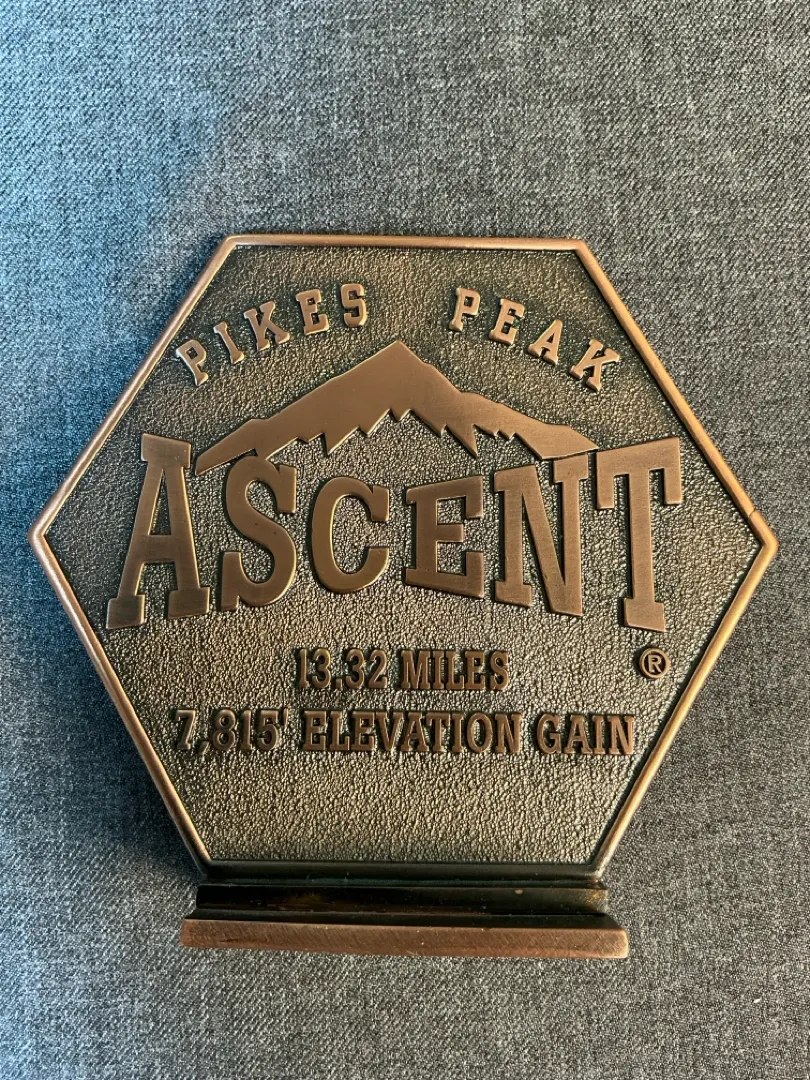 PIKES PEAK
ASCENT®
13.32 MILES
7,815' ELEVATION GAIN